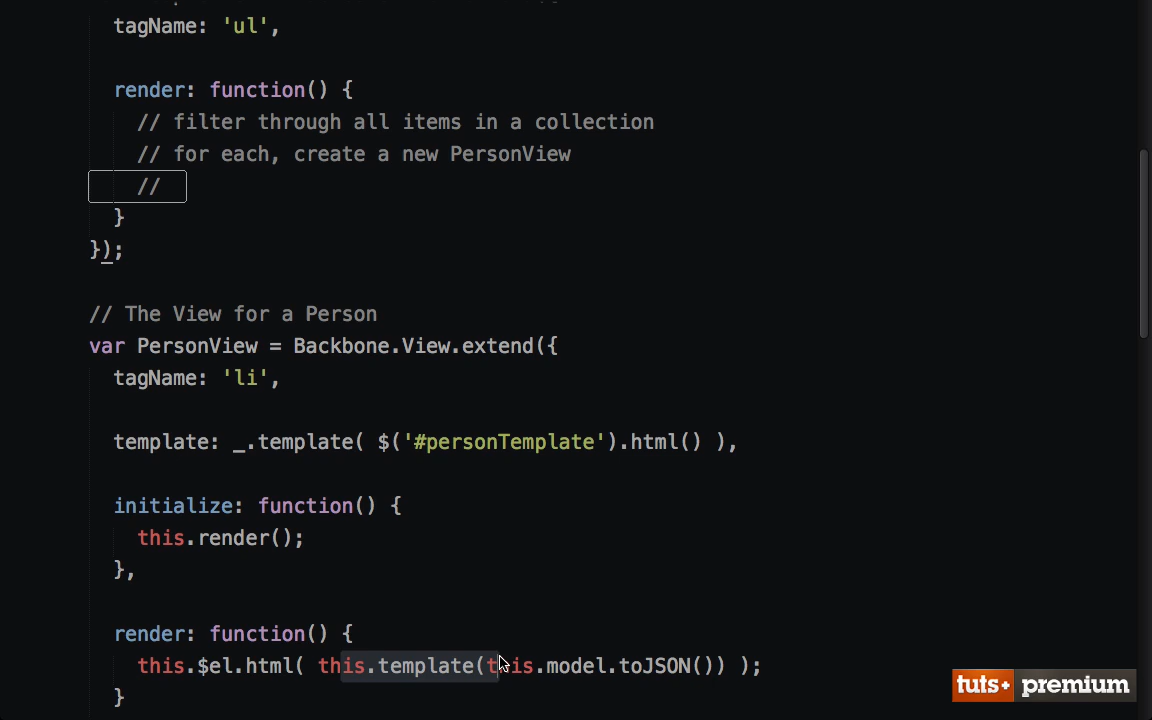 tagName: 'ul',
render: function() {
// filter through all items in a collection
// for each, create a new PersonView
//
}
});
// The View for a Person
var PersonView = Backbone.View.extend({
tagName: 'li',
template: _.template( $('#personTemplate').html() ),
initialize: function() {
this.render();
},
render: function() {
this.$el.html( this.template(this.model.toJSON()) );
}
tuts+ premium